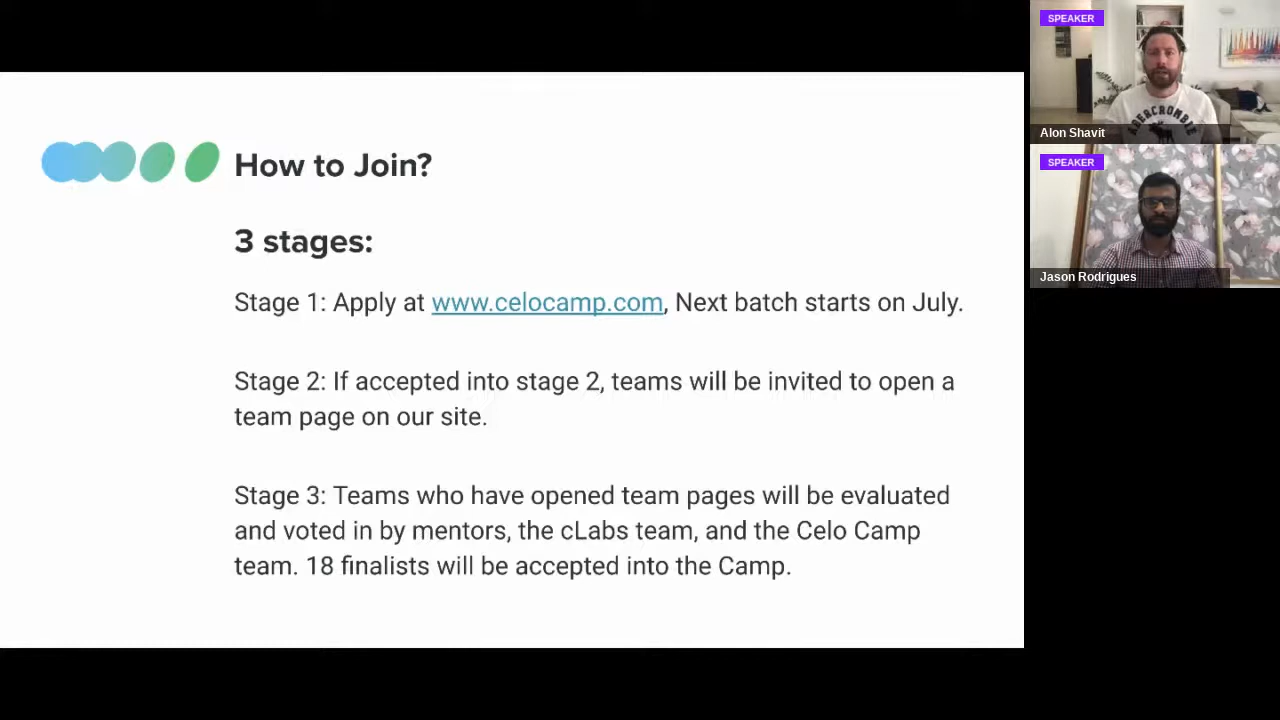 How to Join?
3 stages:
Stage 1: Apply at www.celocamp.com, Next batch starts on July.
Stage 2: If accepted into stage 2, teams will be invited to open a
team page on our site.
Stage 3: Teams who have opened team pages will be evaluated
and voted in by mentors, the cLabs team, and the Celo Camp
team. 18 finalists will be accepted into the Camp.
SPEAKER
ABERCROMBIE
Alon Shavit
SPEAKER
Jason Rodrigues